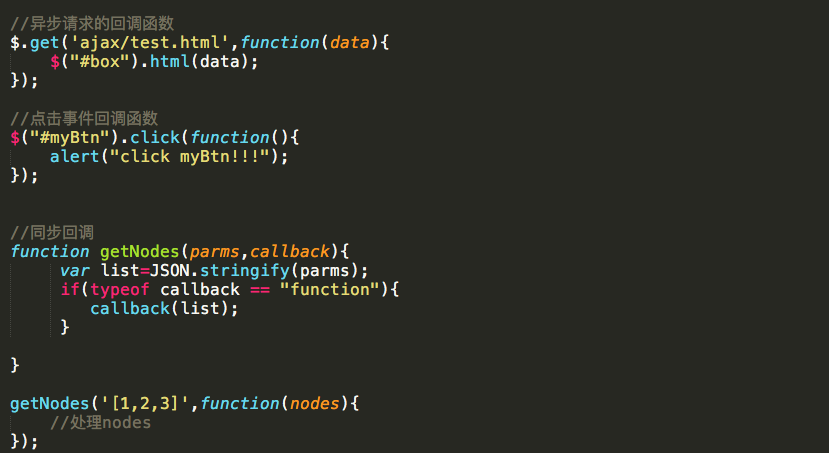 //异步请求的回调函数
$.get('ajax/test.html',function(data){
    $("#box").html(data);
});
//点击事件回调函数
$("#myBtn").click(function(){
    alert("click myBtn!!!");
});
//同步回调
function getNodes(parms,callback){
     var list=JSON.stringify(parms);
     if(typeof callback == "function"){
        callback(list);
     }
}
getNodes('[1,2,3]',function(nodes){
    //处理nodes
});